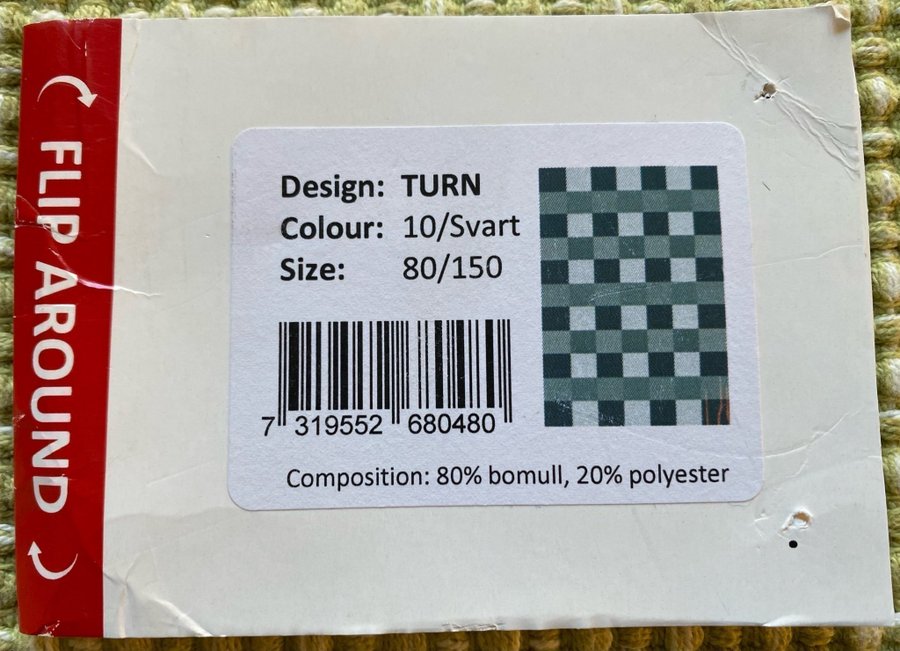 FLIP AROUND
Design: TURN
Colour: 10/Svart
Size: 80/150
7 319552 680480
Composition: 80% bomull, 20% polyester